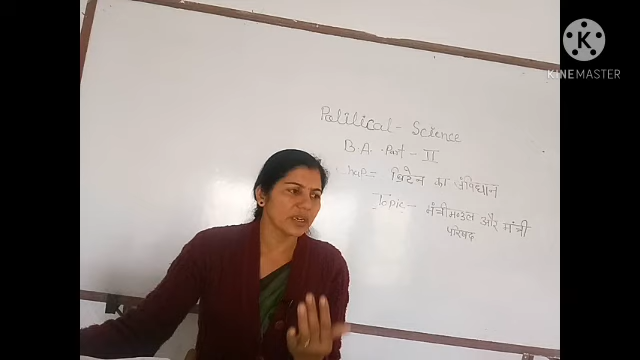 Political - Science
B.A. Part - II
Chap = ब्रिटेन का संविधान
Topic - मंत्रीमण्डल और मंत्री
परिषद
KINEMASTER